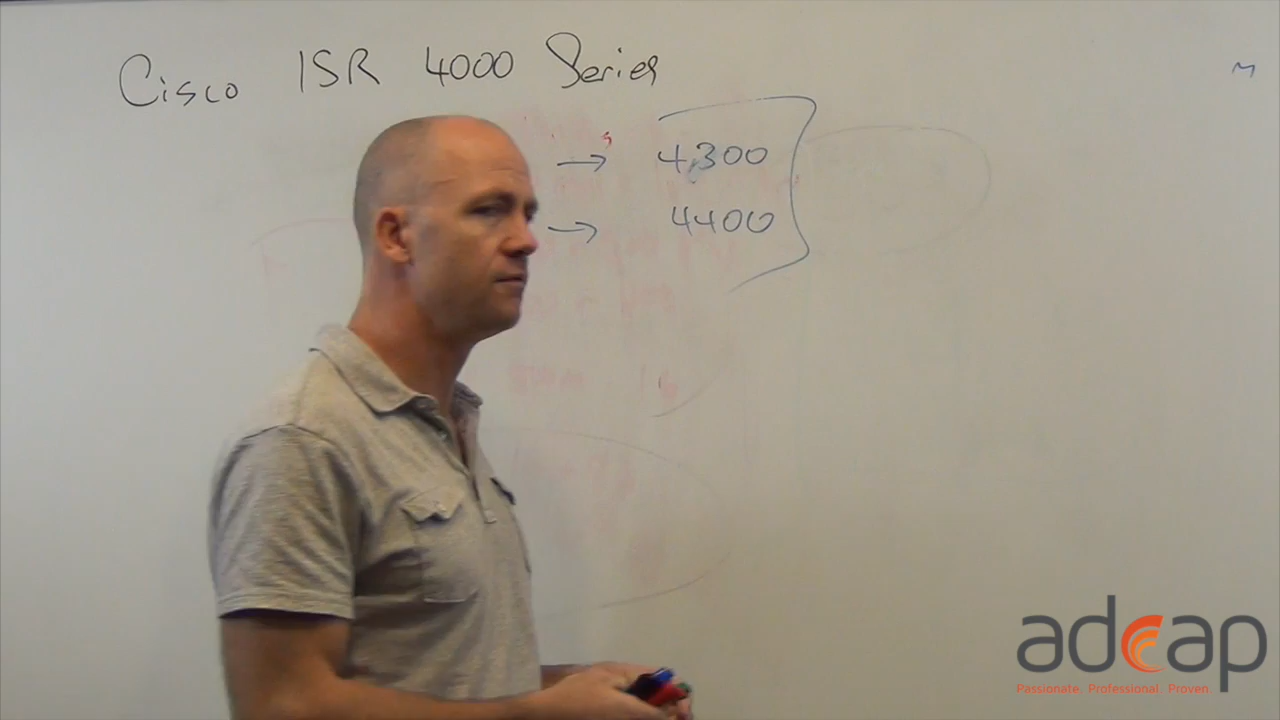 Cisco ISR 4000 Series
→ 4300
→ 4400
adcap
Passionate. Professional. Proven.